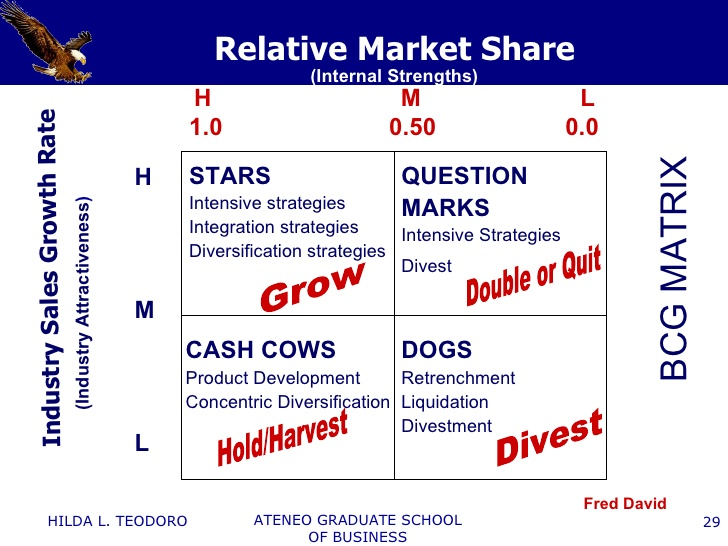 Relative Market Share
(Internal Strengths)
H M L
1.0 0.50 0.0
Industry Sales Growth Rate
(Industry Attractiveness)
H
M
L
STARS
Intensive strategies
Integration strategies
Diversification strategies
Grow
QUESTION
MARKS
Intensive Strategies
Divest
Double or Quit
CASH COWS
Product Development
Concentric Diversification
Hold/Harvest
DOGS
Retrenchment
Liquidation
Divestment
Divest
BCG MATRIX
Fred David
HILDA L. TEODORO
ATENEO GRADUATE SCHOOL
OF BUSINESS
29